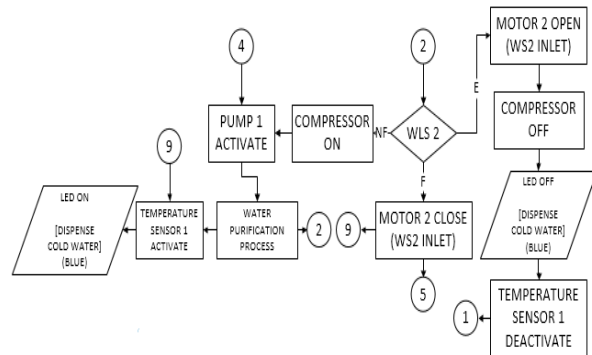 4
2
MOTOR 2 OPEN
(WS2 INLET)
E
PUMP 1
ACTIVATE
COMPRESSOR
ON
NF
WLS 2
COMPRESSOR
OFF
9
F
LED ON
[DISPENSE
COLD WATER]
(BLUE)
TEMPERATURE
SENSOR 1
ACTIVATE
WATER
PURIFICATION
PROCESS
2
9
MOTOR 2 CLOSE
(WS2 INLET)
LED OFF
[DISPENSE
COLD WATER]
(BLUE)
5
1
TEMPERATURE
SENSOR 1
DEACTIVATE